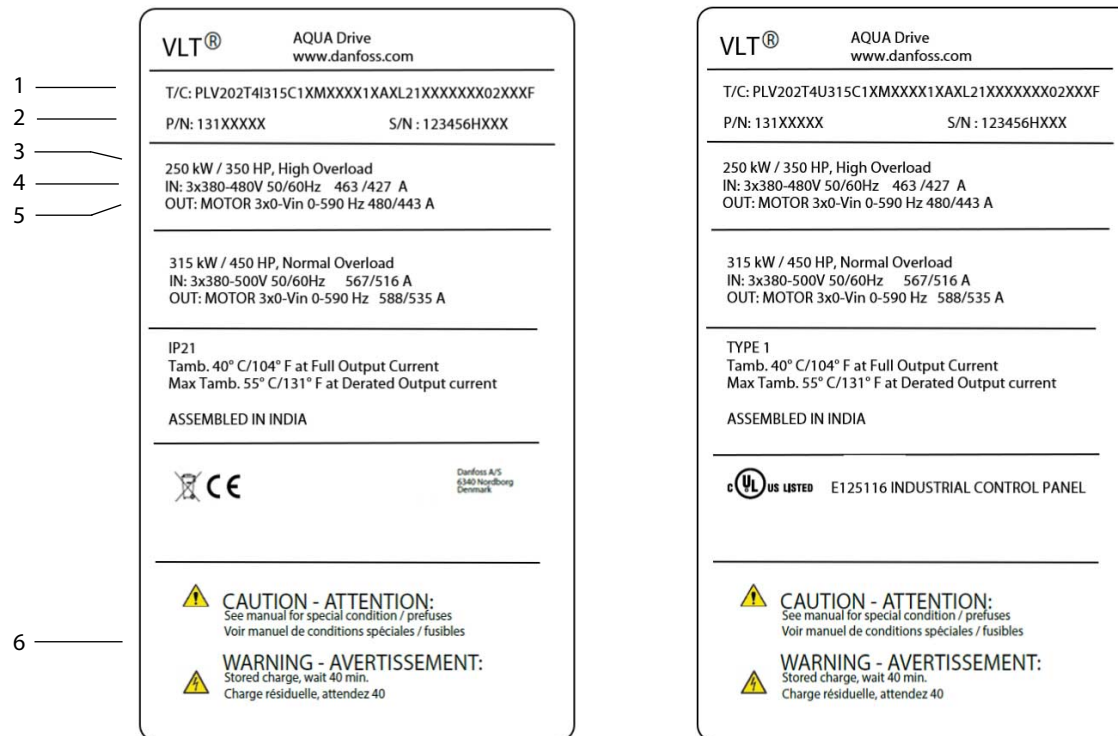 1
2
3
4
5
6
VLT®
AQUA Drive
www.danfoss.com
T/C: PLV202T4I315C1XMXXXX1XAXL21XXXXXXX02XXXF
P/N: 131XXXXX S/N : 123456HXXX
250 kW / 350 HP, High Overload
IN: 3x380-480V 50/60Hz 463 /427 A
OUT: MOTOR 3x0-Vin 0-590 Hz 480/443 A
315 kW / 450 HP, Normal Overload
IN: 3x380-500V 50/60Hz 567/516 A
OUT: MOTOR 3x0-Vin 0-590 Hz 588/535 A
IP21
Tamb. 40° C/104° F at Full Output Current
Max Tamb. 55° C/131° F at Derated Output current
ASSEMBLED IN INDIA
CE
Danfoss A/S
6340 Nordborg
Denmark
CAUTION - ATTENTION:
See manual for special condition / prefuses
Voir manuel de conditions spéciales / fusibles
WARNING - AVERTISSEMENT:
Stored charge, wait 40 min.
Charge résiduelle, attendez 40
VLT®
AQUA Drive
www.danfoss.com
T/C: PLV202T4U315C1XMXXXX1XAXL21XXXXXXX02XXXF
P/N: 131XXXXX S/N : 123456HXXX
250 kW / 350 HP, High Overload
IN: 3x380-480V 50/60Hz 463 /427 A
OUT: MOTOR 3x0-Vin 0-590 Hz 480/443 A
315 kW / 450 HP, Normal Overload
IN: 3x380-500V 50/60Hz 567/516 A
OUT: MOTOR 3x0-Vin 0-590 Hz 588/535 A
TYPE 1
Tamb. 40° C/104° F at Full Output Current
Max Tamb. 55° C/131° F at Derated Output current
ASSEMBLED IN INDIA
c UL US LISTED E125116 INDUSTRIAL CONTROL PANEL
CAUTION - ATTENTION:
See manual for special condition / prefuses
Voir manuel de conditions spéciales / fusibles
WARNING - AVERTISSEMENT:
Stored charge, wait 40 min.
Charge résiduelle, attendez 40